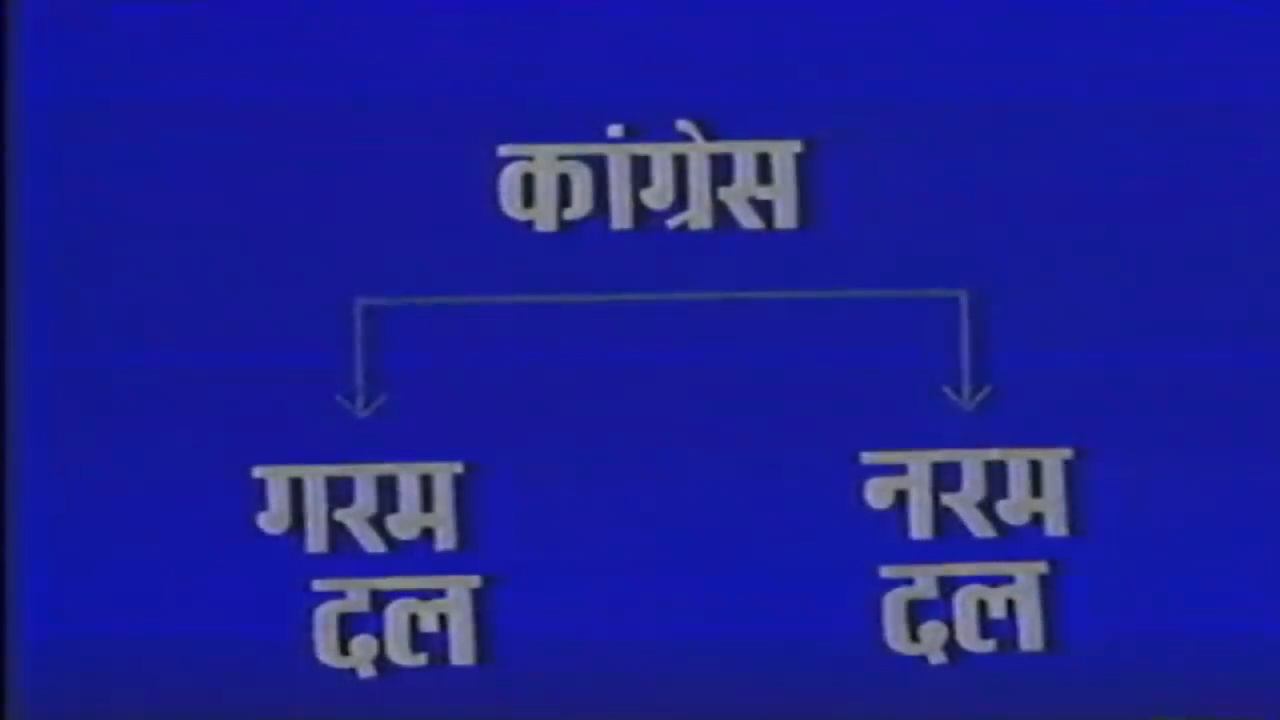 कांग्रेस
गरम
दल
नरम
दल